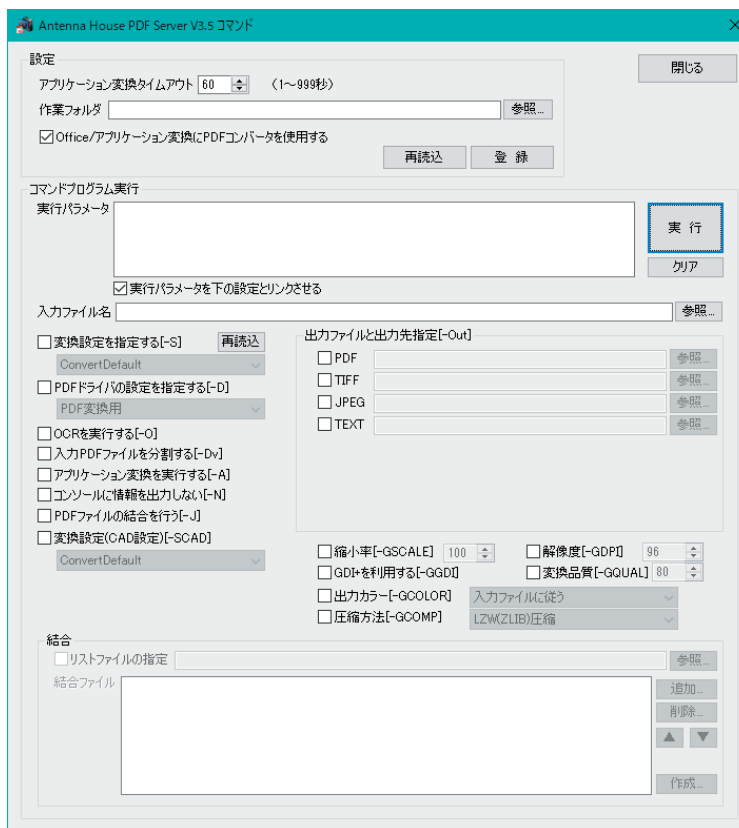 Antenna House PDF Server V3.5 コマンド
設定
閉じる
アプリケーション変換タイムアウト 60 (1～999秒)
作業フォルダ 参照...
Office/アプリケーション変換にPDFコンバータを使用する
再読込 登 録
コマンドプログラム実行
実行パラメータ
実 行
クリア
実行パラメータを下の設定とリンクさせる
入力ファイル名 参照...
変換設定を指定する[-S] 再読込
ConvertDefault
PDFドライバの設定を指定する[-D]
PDF変換用
OCRを実行する[-O]
入力PDFファイルを分割する[-Dv]
アプリケーション変換を実行する[-A]
コンソールに情報を出力しない[-N]
PDFファイルの結合を行う[-J]
変換設定(CAD設定)[-SCAD]
ConvertDefault
出力ファイルと出力先指定[-Out]
PDF 参照...
TIFF 参照...
JPEG 参照...
TEXT 参照...
縮小率[-GSCALE] 100 解像度[-GDPI] 96
GDI+を利用する[-GGDI] 変換品質[-GQUAL] 80
出力カラー[-GCOLOR] 入力ファイルに従う
圧縮方法[-GCOMP] LZW(ZLIB)圧縮
結合
リストファイルの指定 参照...
結合ファイル
追加...
削除...
▲ ▼
作成...